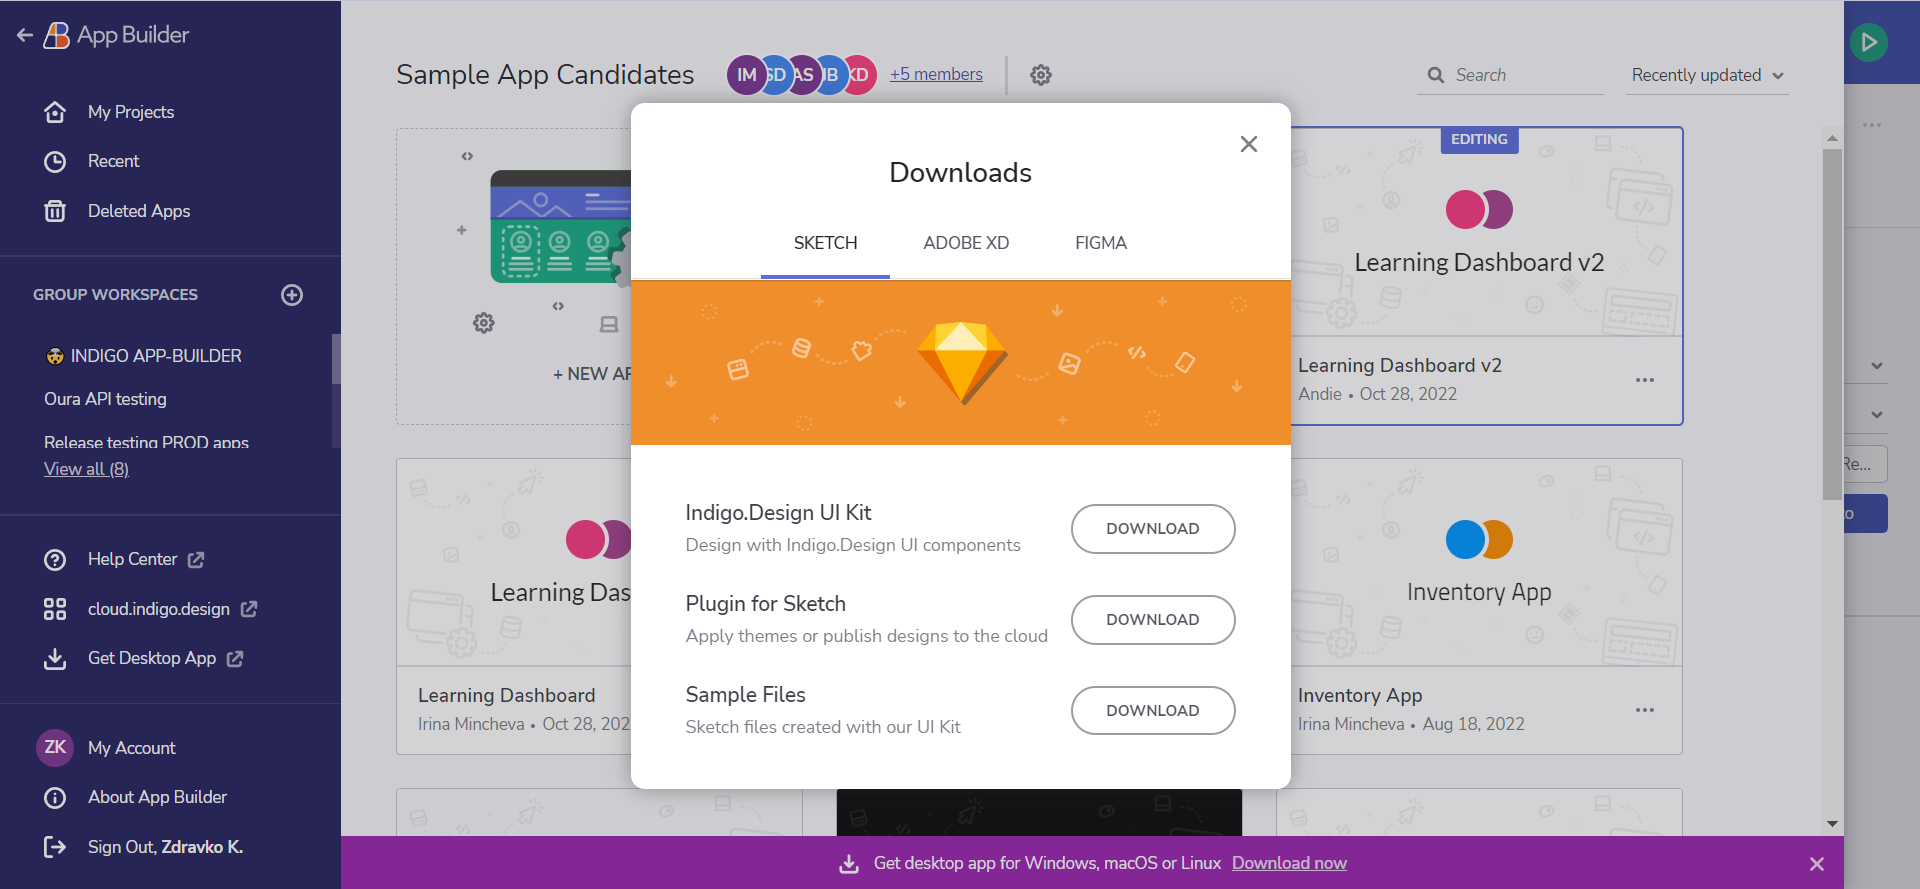 App Builder
My Projects
Recent
Deleted Apps
GROUP WORKSPACES
INDIGO APP-BUILDER
Oura API testing
Release testing PROD apps
View all (8)
Help Center
cloud.indigo.design
Get Desktop App
ZK My Account
About App Builder
Sign Out, Zdravko K.
Sample App Candidates
IM SD AS JB KD +5 members
Search
Recently updated
+ NEW AP
EDITING
Learning Dashboard v2
Learning Dashboard v2
Andie • Oct 28, 2022
Learning Das
Learning Dashboard
Irina Mincheva • Oct 28, 202
Inventory App
Inventory App
Irina Mincheva • Aug 18, 2022
Downloads
SKETCH ADOBE XD FIGMA
Indigo.Design UI Kit
Design with Indigo.Design UI components
DOWNLOAD
Plugin for Sketch
Apply themes or publish designs to the cloud
DOWNLOAD
Sample Files
Sketch files created with our UI Kit
DOWNLOAD
Re...
to
Get desktop app for Windows, macOS or Linux Download now